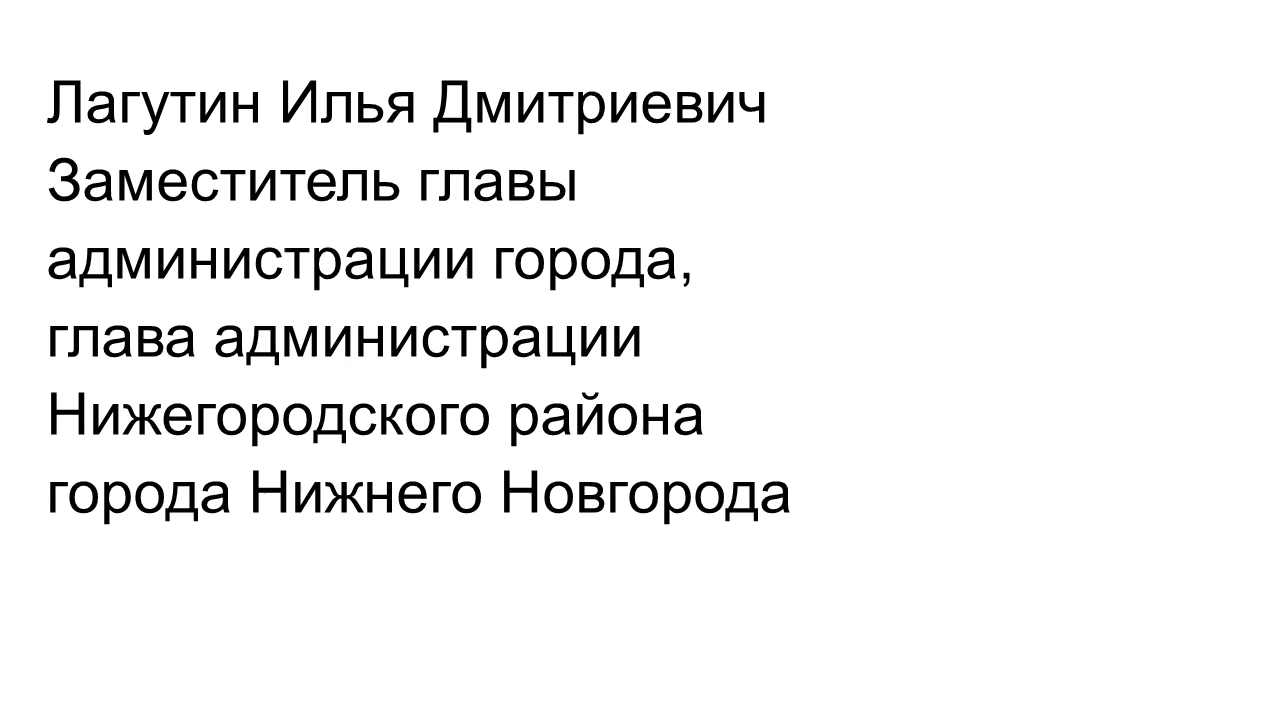 Лагутин Илья Дмитриевич
Заместитель главы
администрации города,
глава администрации
Нижегородского района
города Нижнего Новгорода